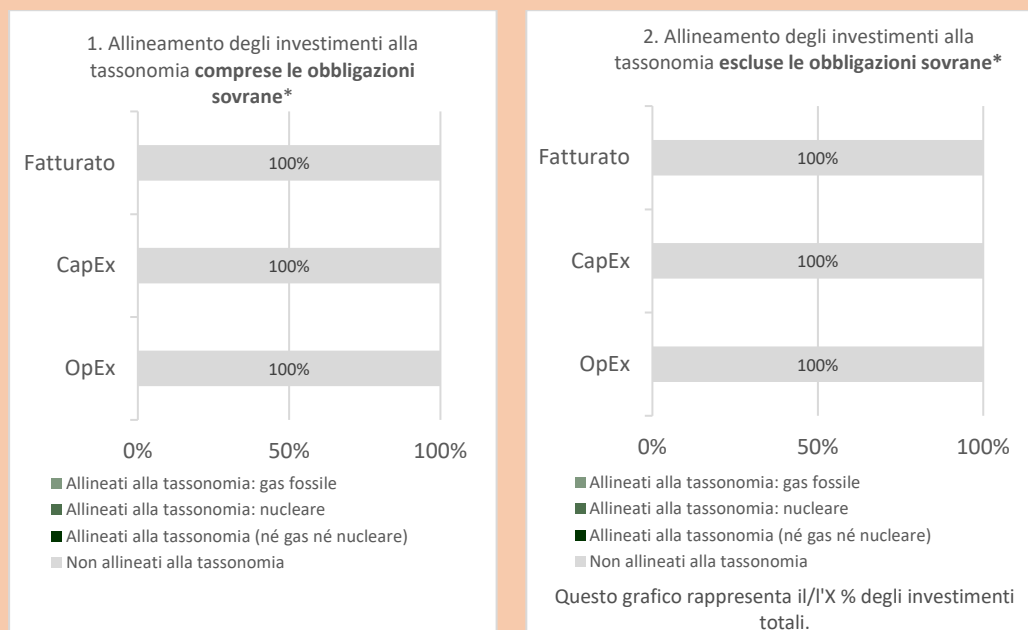 1. Allineamento degli investimenti alla
tassonomia comprese le obbligazioni
sovrane*
Fatturato
100%
CapEx
100%
OpEx
100%
0% 50% 100%
Allineati alla tassonomia: gas fossile
Allineati alla tassonomia: nucleare
Allineati alla tassonomia (né gas né nucleare)
Non allineati alla tassonomia
2. Allineamento degli investimenti alla
tassonomia escluse le obbligazioni sovrane*
Fatturato
100%
CapEx
100%
OpEx
100%
0% 50% 100%
Allineati alla tassonomia: gas fossile
Allineati alla tassonomia: nucleare
Allineati alla tassonomia (né gas né nucleare)
Non allineati alla tassonomia
Questo grafico rappresenta il/l'X % degli investimenti
totali.